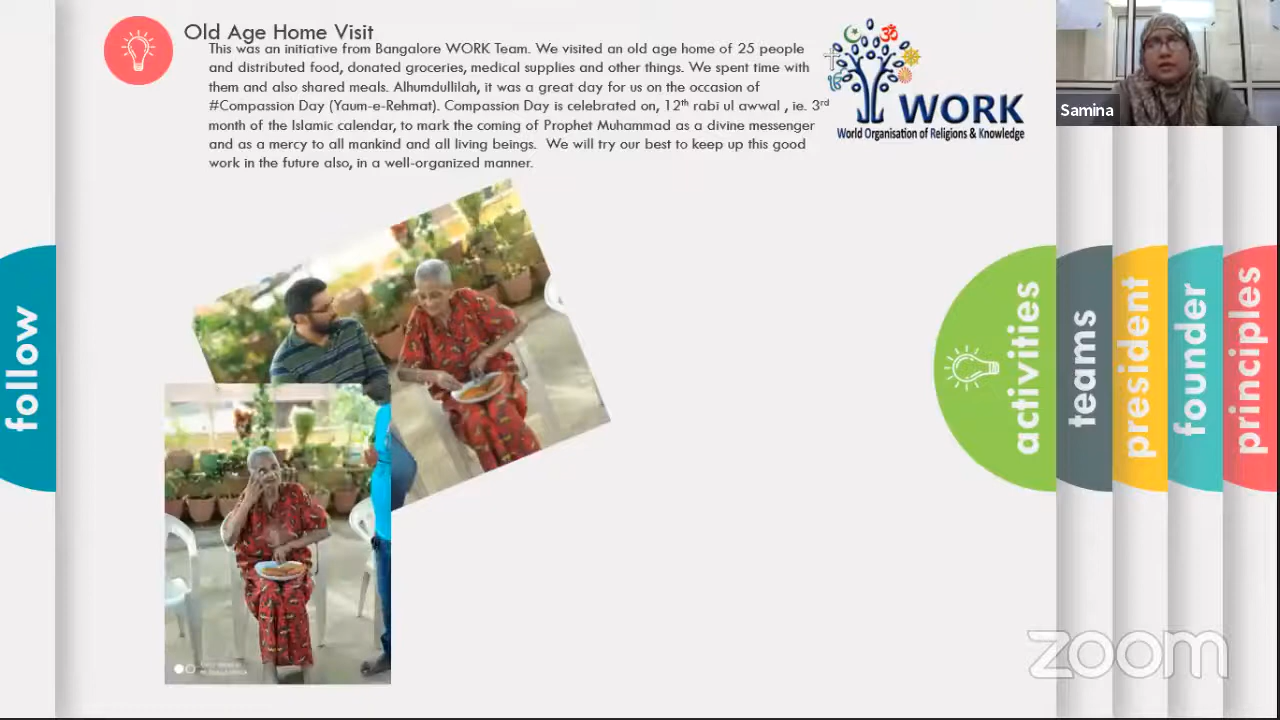 Old Age Home Visit
This was an initiative from Bangalore WORK Team. We visited an old age home of 25 people
and distributed food, donated groceries, medical supplies and other things. We spent time with
them and also shared meals. Alhumdullilah, it was a great day for us on the occasion of
#Compassion Day (Yaum-e-Rehmat). Compassion Day is celebrated on, 12th rabi ul awwal , ie. 3rd
month of the Islamic calendar, to mark the coming of Prophet Muhammad as a divine messenger
and as a mercy to all mankind and all living beings. We will try our best to keep up this good
work in the future also, in a well-organized manner.
WORK
World Organisation of Religions & Knowledge
Samina
follow
activities
teams
president
founder
principles
zoom